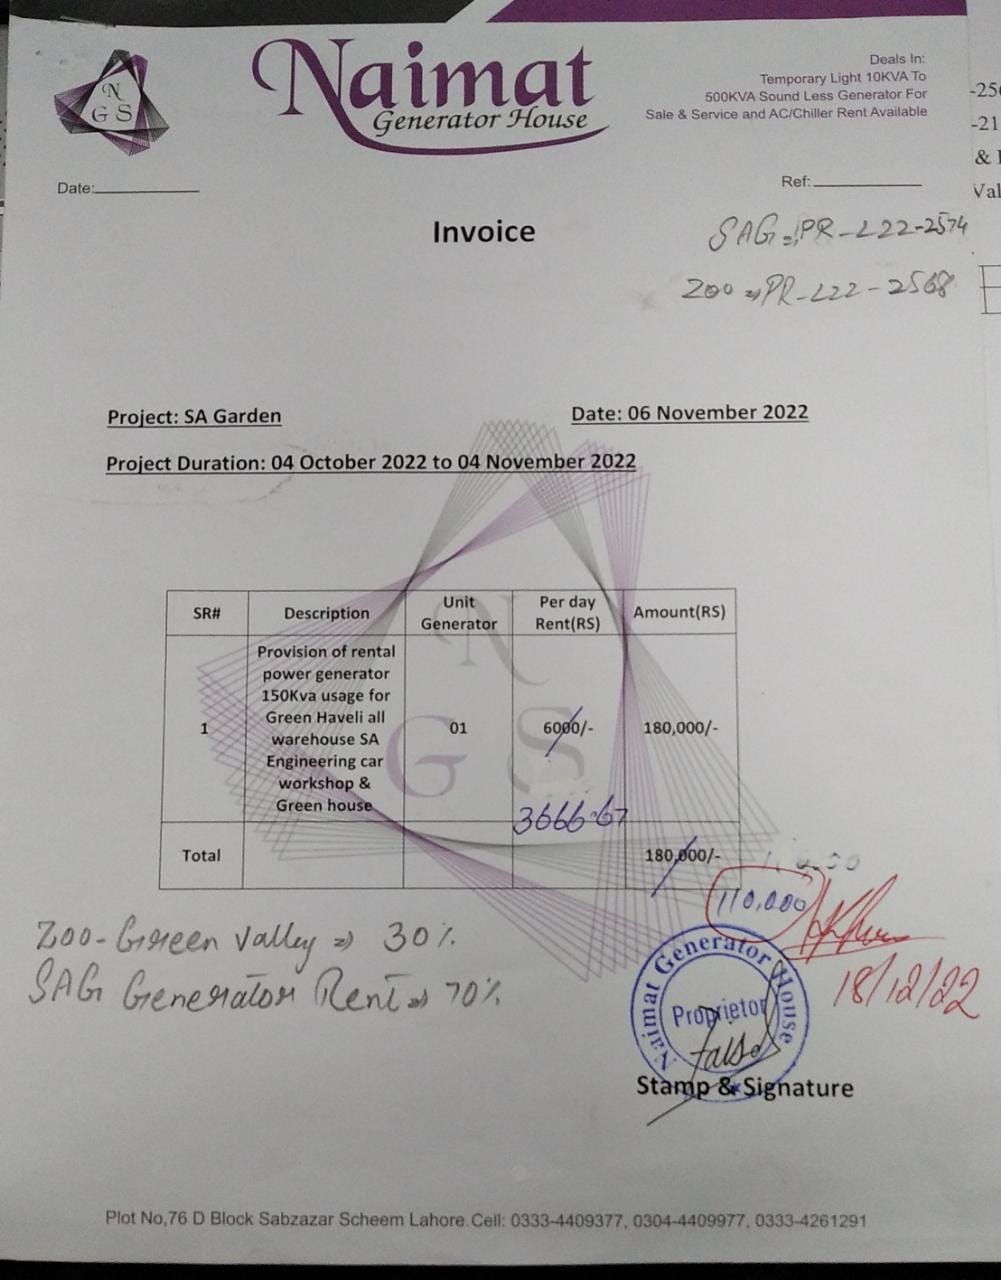 N
G S
Naimat
Generator House
Deals In:
Temporary Light 10KVA To
500KVA Sound Less Generator For
Sale & Service and AC/Chiller Rent Available
-21
& 
Val
Date:
Ref:
Invoice
SAG => PR-L22-2574
Zoo => PR-L22-2568
Project: SA Garden
Date: 06 November 2022
Project Duration: 04 October 2022 to 04 November 2022
SR# Description Unit Generator Per day Rent(RS) Amount(RS)
Provision of rental
power generator
150Kva usage for
Green Haveli all
1 warehouse SA 01 6000/- 180,000/-
Engineering car
workshop &
Green house
3666.67
Total 180,000/-
N
G S
110,000
Zoo-Green Valley => 30%
SAG Generator Rent => 70%
18/12/22
Naimat Generator House
Proprietor
Stamp & Signature
Plot No,76 D Block Sabzazar Scheem Lahore.Cell: 0333-4409377, 0304-4409977, 0333-4261291